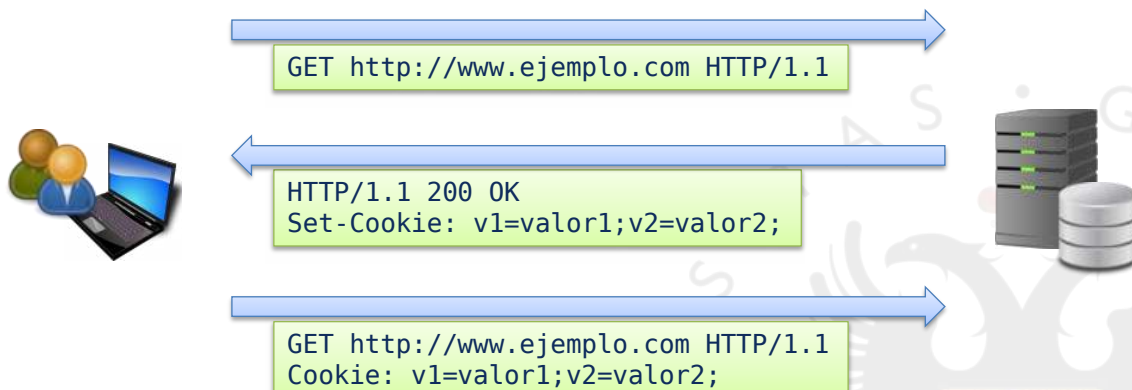 GET http://www.ejemplo.com HTTP/1.1
HTTP/1.1 200 OK
Set-Cookie: v1=valor1;v2=valor2;
GET http://www.ejemplo.com HTTP/1.1
Cookie: v1=valor1;v2=valor2;